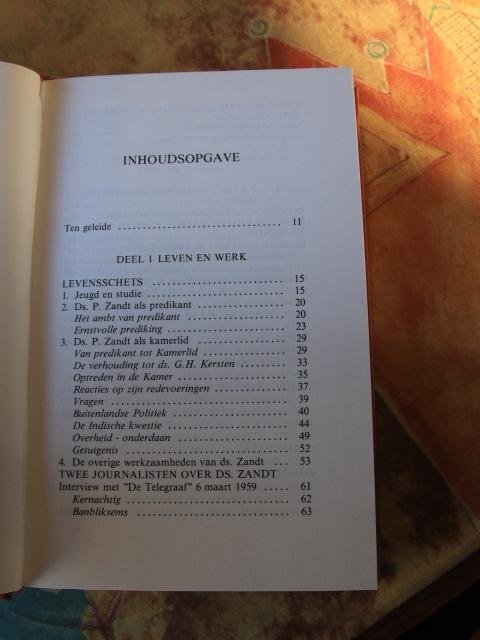 INHOUDSOPGAVE
Ten geleide ................................ 11
DEEL 1 LEVEN EN WERK
LEVENSSCHETS ......................... 15
1. Jeugd en studie ........................... 15
2. Ds. P. Zandt als predikant ................. 20
Het ambt van predikant .................... 20
Ernstvolle prediking ...................... 23
3. Ds. P. Zandt als kamerlid .................. 29
Van predikant tot Kamerlid ................ 29
De verhouding tot ds. G.H. Kersten .......... 33
Optreden in de Kamer ..................... 35
Reacties op zijn redevoeringen .............. 37
Vragen .................................. 39
Buitenlandse Politiek ...................... 40
De Indische kwestie ....................... 44
Overheid - onderdaan ..................... 49
Getuigenis ............................... 52
4. De overige werkzaamheden van ds. Zandt ... 53
TWEE JOURNALISTEN OVER DS. ZANDT
Interview met "De Telegraaf" 6 maart 1959 ..... 61
Kernachtig .............................. 62
Banbliksems ............................. 63